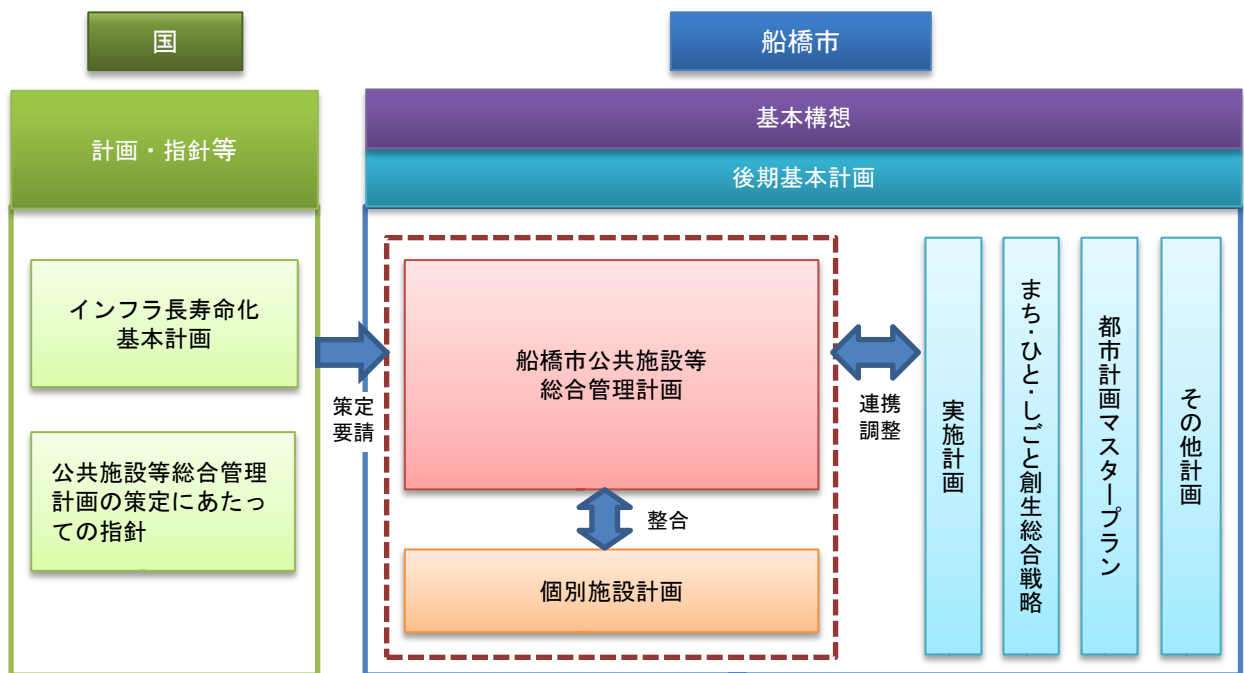 国
船橋市
計画・指針等
基本構想
後期基本計画
インフラ長寿命化
基本計画
公共施設等総合管理
計画の策定にあたっ
ての指針
策定
要請
船橋市公共施設等
総合管理計画
整合
個別施設計画
連携
調整
実施計画
まち・ひと・しごと創生総合戦略
都市計画マスタープラン
その他計画